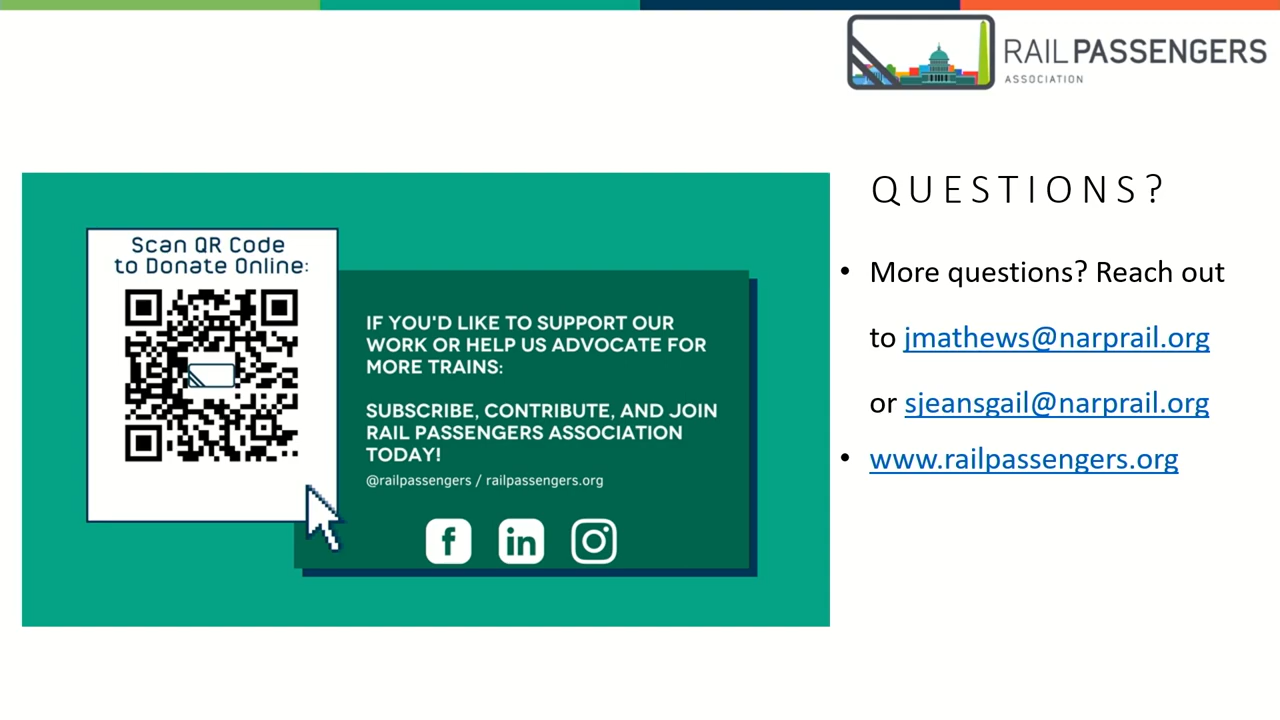 RAIL PASSENGERS
ASSOCIATION
Scan QR Code
to Donate Online:
IF YOU'D LIKE TO SUPPORT OUR
WORK OR HELP US ADVOCATE FOR
MORE TRAINS:
SUBSCRIBE, CONTRIBUTE, AND JOIN
RAIL PASSENGERS ASSOCIATION
TODAY!
@railpassengers / railpassengers.org
QUESTIONS?
• More questions? Reach out
to jmathews@narprail.org
or sjeansgail@narprail.org
• www.railpassengers.org